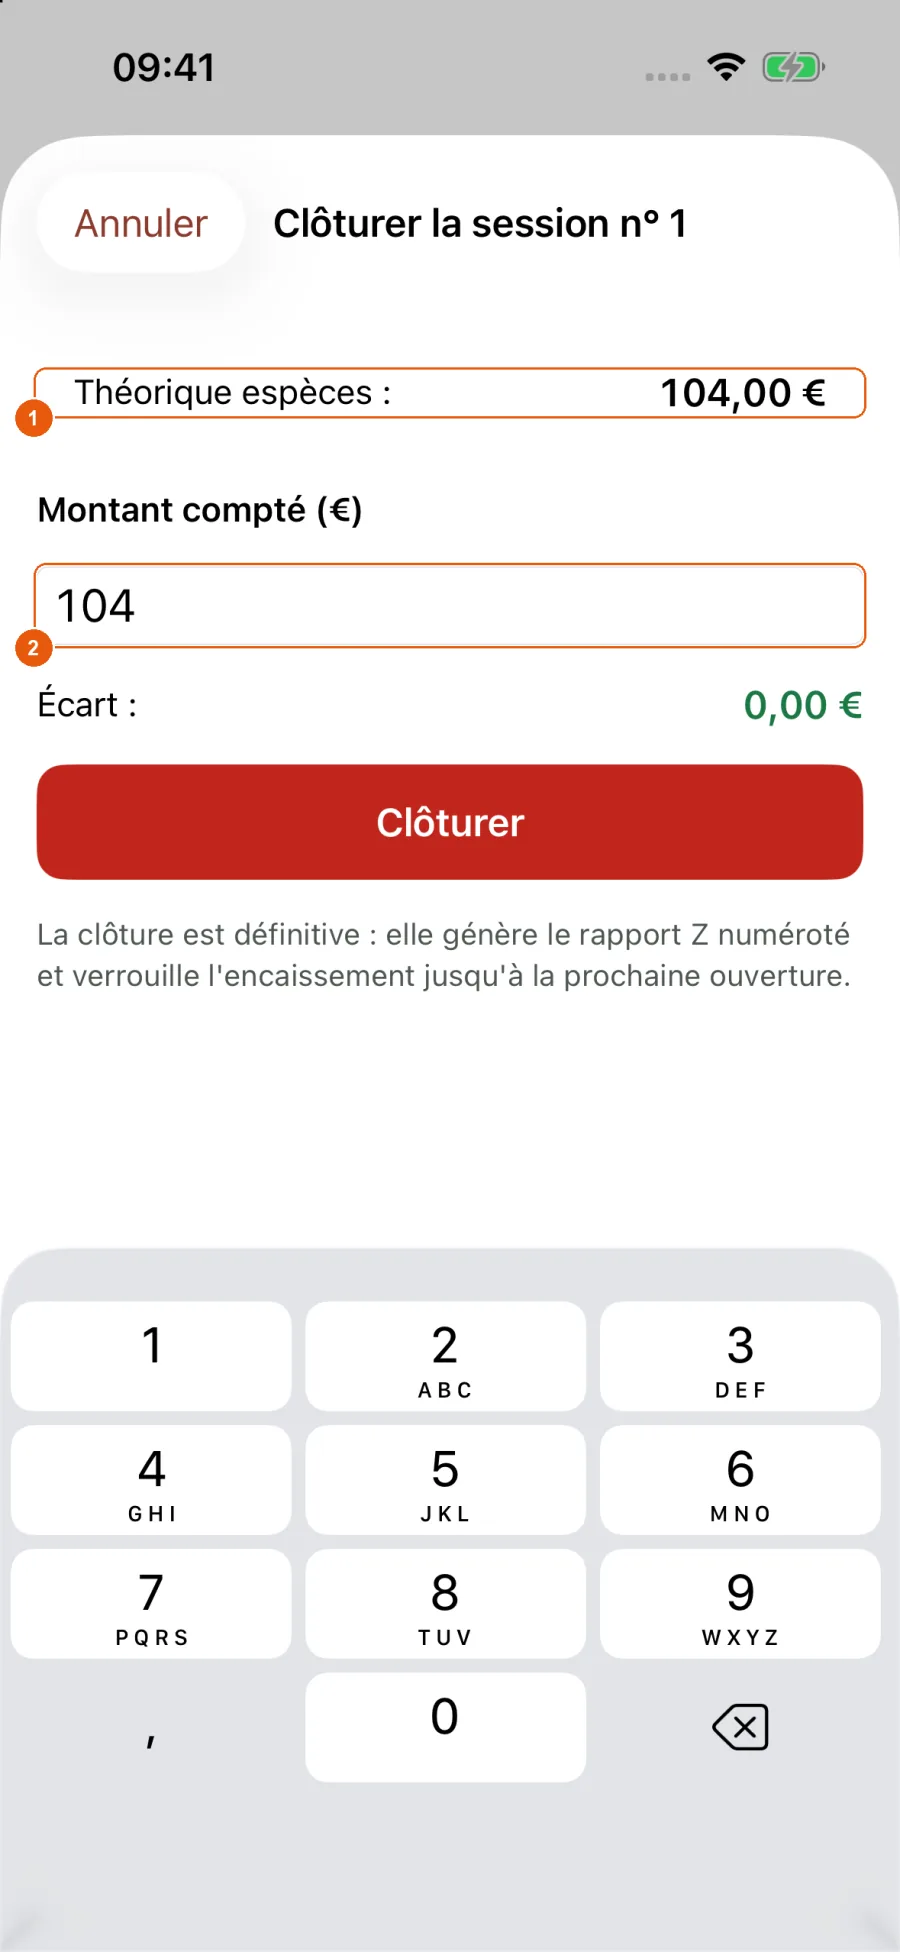 09:41
Annuler
Clôturer la session n° 1
Théorique espèces : 104,00 €
1
Montant compté (€)
104
2
Écart : 0,00 €
Clôturer
La clôture est définitive : elle génère le rapport Z numéroté
et verrouille l'encaissement jusqu'à la prochaine ouverture.
1 2 3
ABC DEF
4 5 6
GHI JKL MNO
7 8 9
PQRS TUV WXYZ
, 0